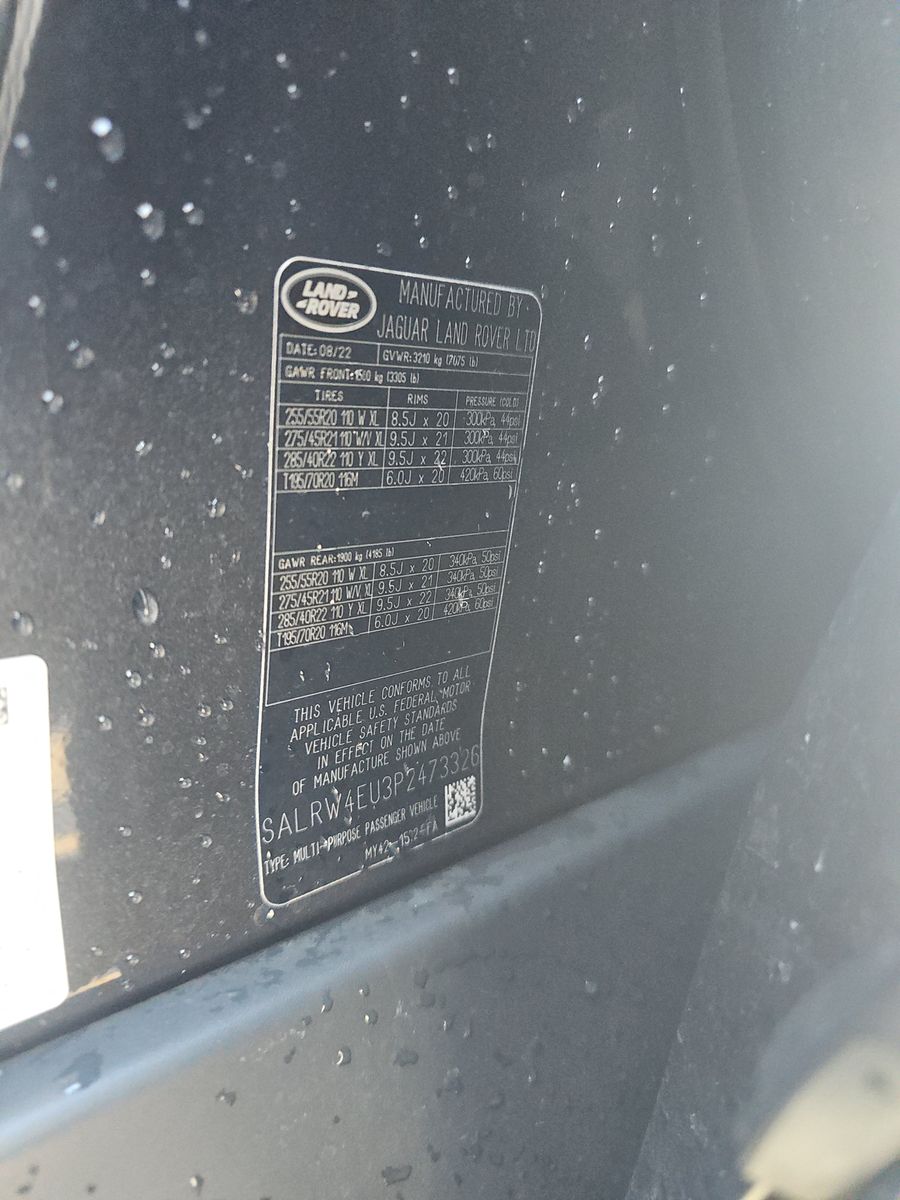 LAND ROVER
MANUFACTURED BY
JAGUAR LAND ROVER LTD
DATE: 08/22 GVWR: 3210 kg (7075 lb)
GAWR FRONT: 1500 kg (3305 lb)
TIRES RIMS PRESSURE (COLD)
255/55R20 110 W XL 8.5J x 20 300kPa, 44psi
275/45R21 110 W/V XL 9.5J x 21 300kPa, 44psi
285/40R22 110 Y XL 9.5J x 22 300kPa, 44psi
T195/70R20 116M 6.0J x 20 420kPa, 60psi
GAWR REAR: 1900 kg (4185 lb)
255/55R20 110 W XL 8.5J x 20 340kPa, 50psi
275/45R21 110 W/V XL 9.5J x 21 340kPa, 50psi
285/40R22 110 Y XL 9.5J x 22 340kPa, 50psi
T195/70R20 116M 6.0J x 20 420kPa, 60psi
THIS VEHICLE CONFORMS TO ALL
APPLICABLE U.S. FEDERAL MOTOR
VEHICLE SAFETY STANDARDS
IN EFFECT ON THE DATE
OF MANUFACTURE SHOWN ABOVE
SALRW4EU3P2473326
TYPE: MULTI-PURPOSE PASSENGER VEHICLE